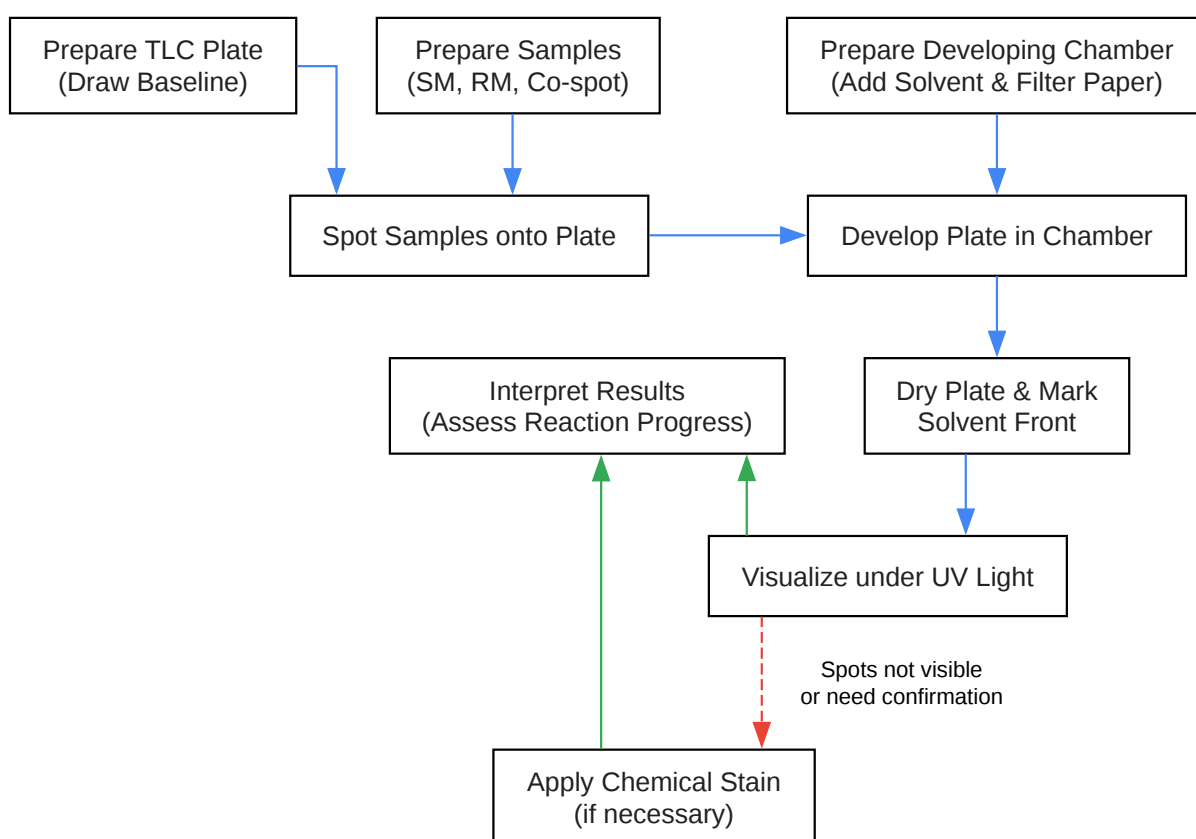 Prepare TLC Plate
(Draw Baseline)
Prepare Samples
(SM, RM, Co-spot)
Prepare Developing Chamber
(Add Solvent & Filter Paper)
Spot Samples onto Plate
Develop Plate in Chamber
Interpret Results
(Assess Reaction Progress)
Dry Plate & Mark
Solvent Front
Visualize under UV Light
Spots not visible
or need confirmation
Apply Chemical Stain
(if necessary)